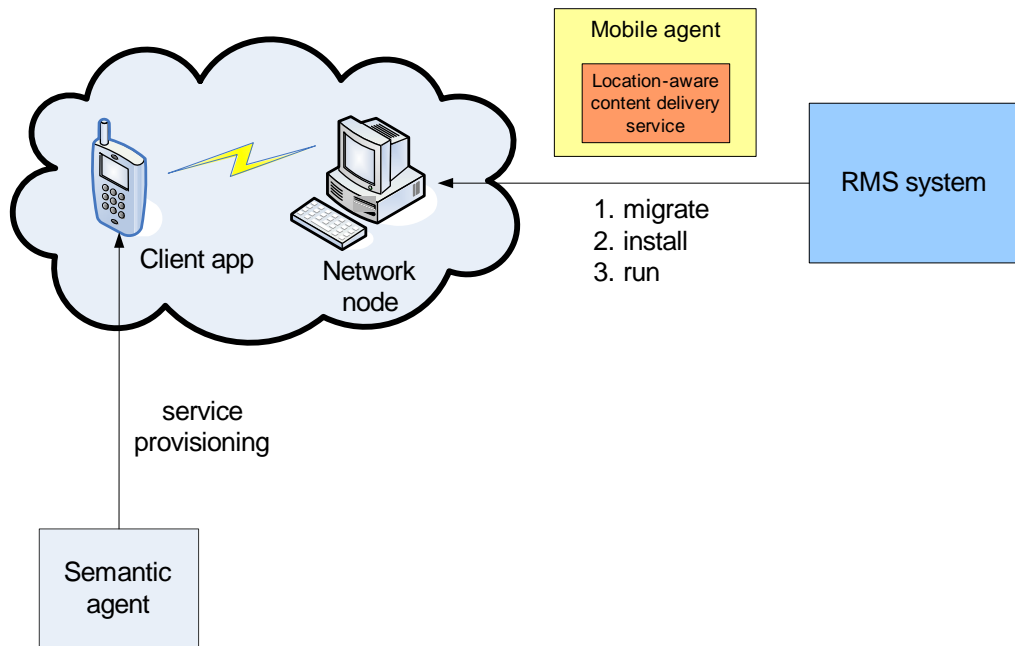 Mobile agent
Location-aware
content delivery
service
RMS system
1. migrate
2. install
3. run
Client app
Network
node
service
provisioning
Semantic
agent